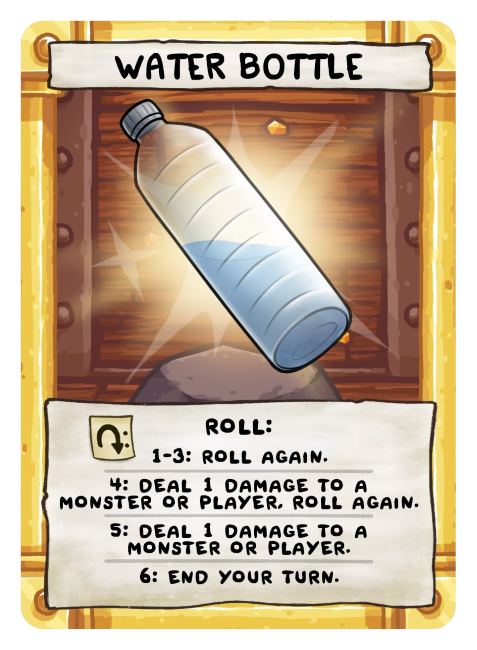 WATER BOTTLE
ROLL:
1-3: ROLL AGAIN.
4: DEAL 1 DAMAGE TO A
MONSTER OR PLAYER, ROLL AGAIN.
5: DEAL 1 DAMAGE TO A
MONSTER OR PLAYER.
6: END YOUR TURN.